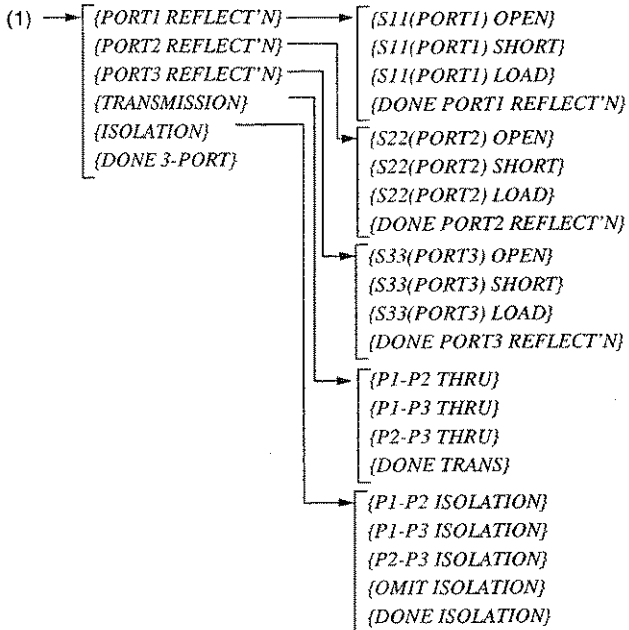 (1)
{PORT1 REFLECT'N}
{PORT2 REFLECT'N}
{PORT3 REFLECT'N}
{TRANSMISSION}
{ISOLATION}
{DONE 3-PORT}
{S11(PORT1) OPEN}
{S11(PORT1) SHORT}
{S11(PORT1) LOAD}
{DONE PORT1 REFLECT'N}
{S22(PORT2) OPEN}
{S22(PORT2) SHORT}
{S22(PORT2) LOAD}
{DONE PORT2 REFLECT'N}
{S33(PORT3) OPEN}
{S33(PORT3) SHORT}
{S33(PORT3) LOAD}
{DONE PORT3 REFLECT'N}
{P1-P2 THRU}
{P1-P3 THRU}
{P2-P3 THRU}
{DONE TRANS}
{P1-P2 ISOLATION}
{P1-P3 ISOLATION}
{P2-P3 ISOLATION}
{OMIT ISOLATION}
{DONE ISOLATION}